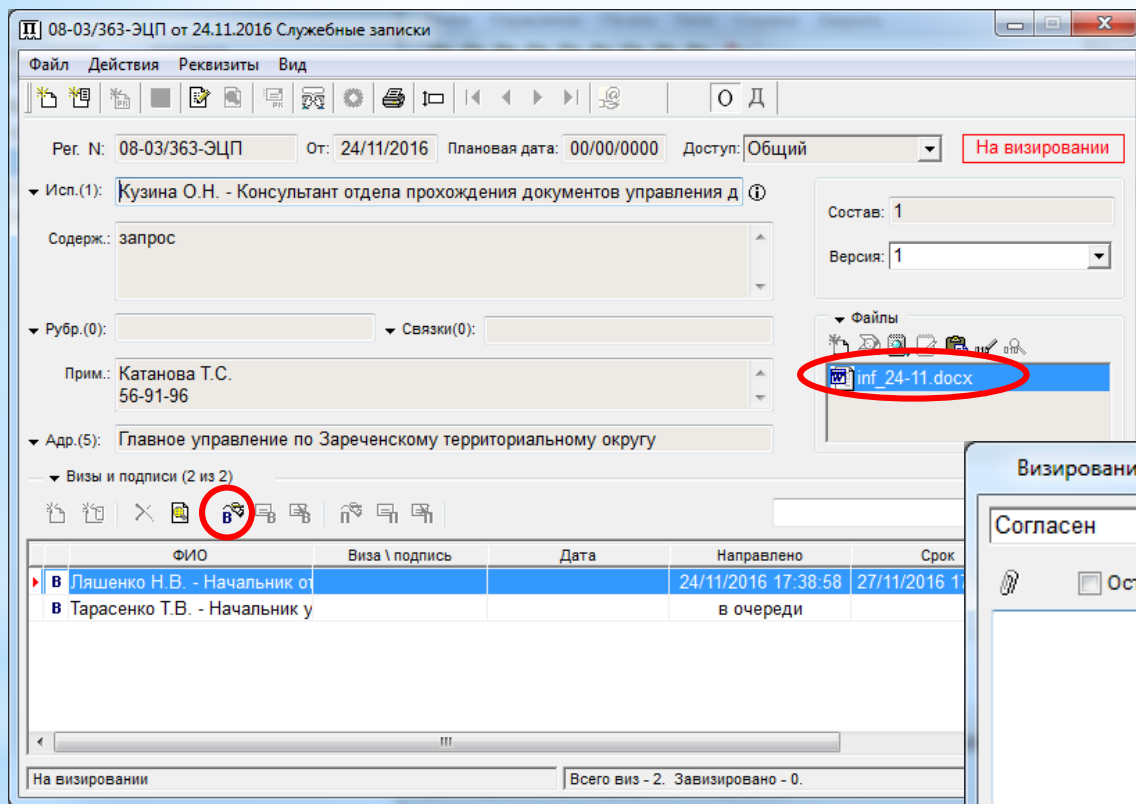 08-03/363-ЭЦП от 24.11.2016 Служебные записки
Файл Действия Реквизиты Вид
О Д
Рег. N: 08-03/363-ЭЦП От: 24/11/2016 Плановая дата: 00/00/0000 Доступ: Общий На визировании
Исп.(1): Кузина О.Н. - Консультант отдела прохождения документов управления д
Состав: 1
Содерж.: запрос
Версия: 1
Рубр.(0): Связки(0):
Файлы
Прим.: Катанова Т.С.
56-91-96
inf_24-11.docx
Адр.(5): Главное управление по Зареченскому территориальному округу
Визы и подписи (2 из 2)
ФИО Виза \ подпись Дата Направлено Срок
В Ляшенко Н.В. - Начальник от 24/11/2016 17:38:58 27/11/2016 17
В Тарасенко Т.В. - Начальник у в очереди
На визировании Всего виз - 2. Завизировано - 0.
Визировани
Согласен
Ост